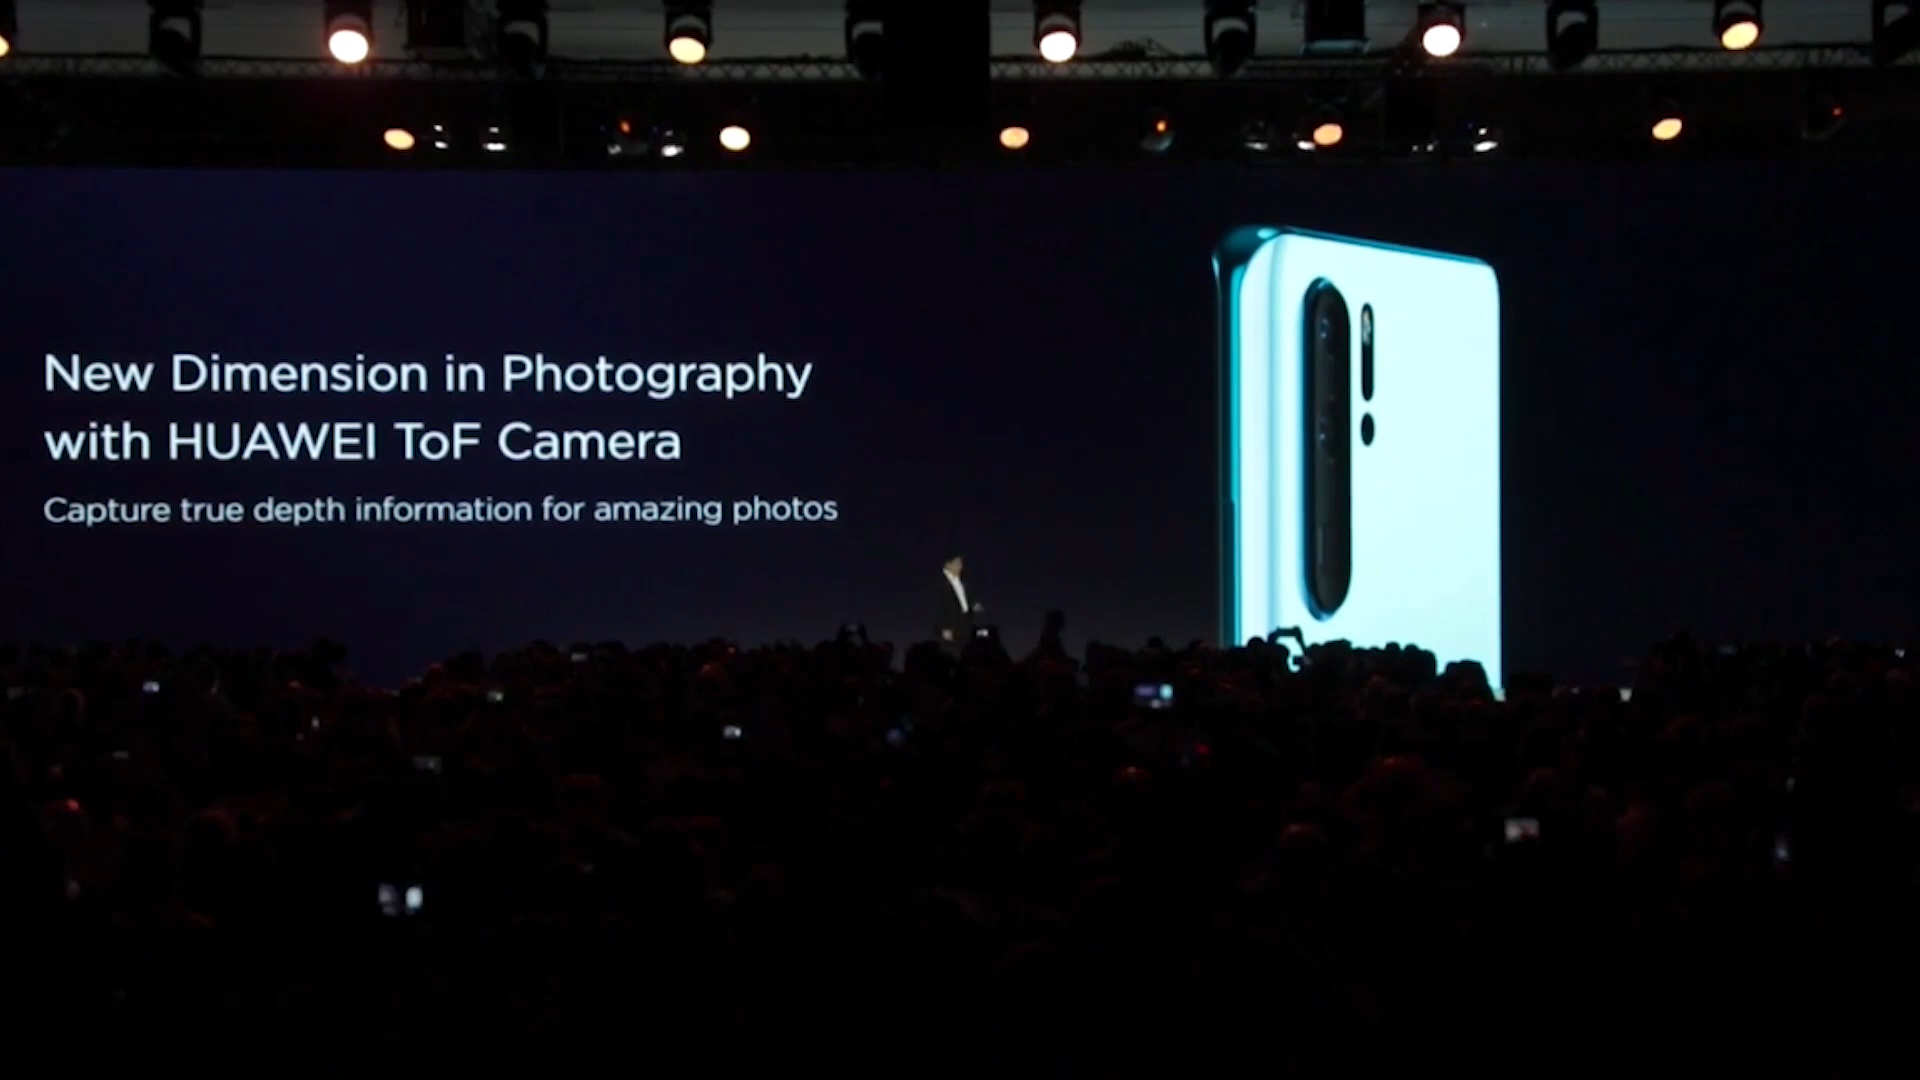 New Dimension in Photography
with HUAWEI ToF Camera
Capture true depth information for amazing photos